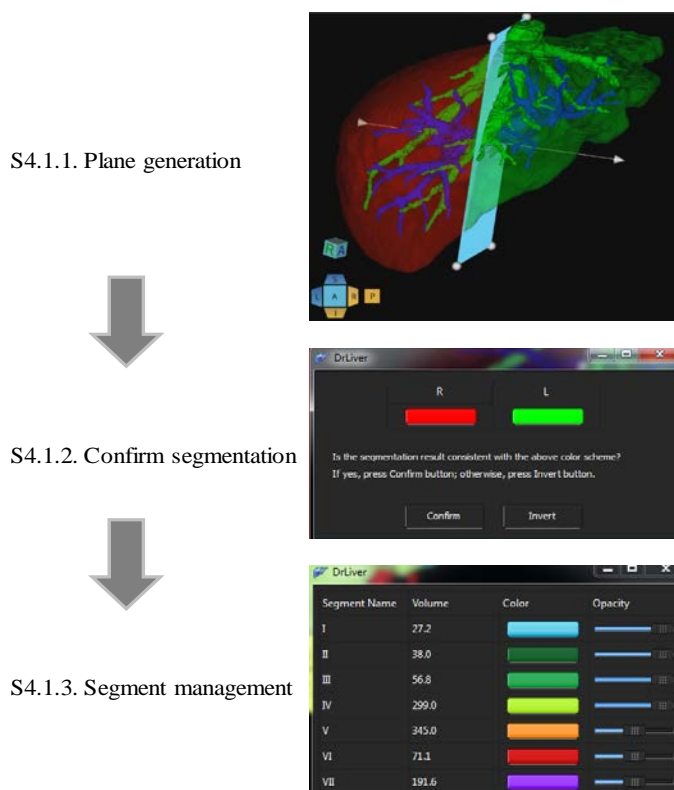 S4.1.1. Plane generation
R A
S
L A R P
I
DrLiver
R L
Is the segmentation result consistent with the above color scheme?
If yes, press Confirm button; otherwise, press Invert button.
S4.1.2. Confirm segmentation
Confirm Invert
DrLiver
Segment Name Volume Color Opacity
I 27.2
II 38.0
III 56.8
S4.1.3. Segment management
IV 299.0
V 345.0
VI 71.1
VII 191.6